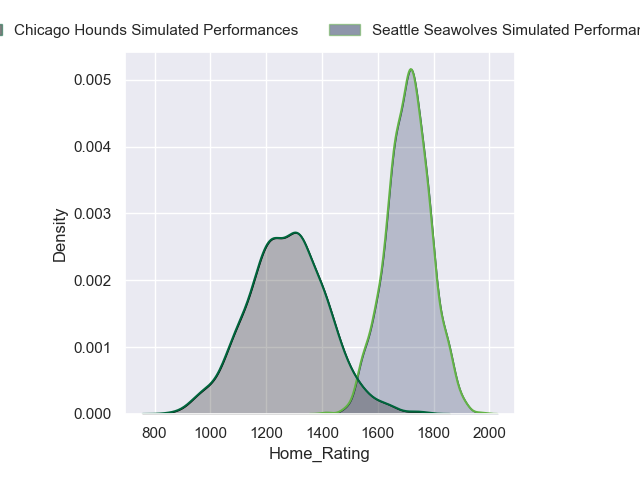 Chicago Hounds Simulated Performances
Seattle Seawolves Simulated
Density
0.005
0.004
0.003
0.002
0.001
0.000
800 1000 1200 1400 1600 1800 2000
Home_Rating